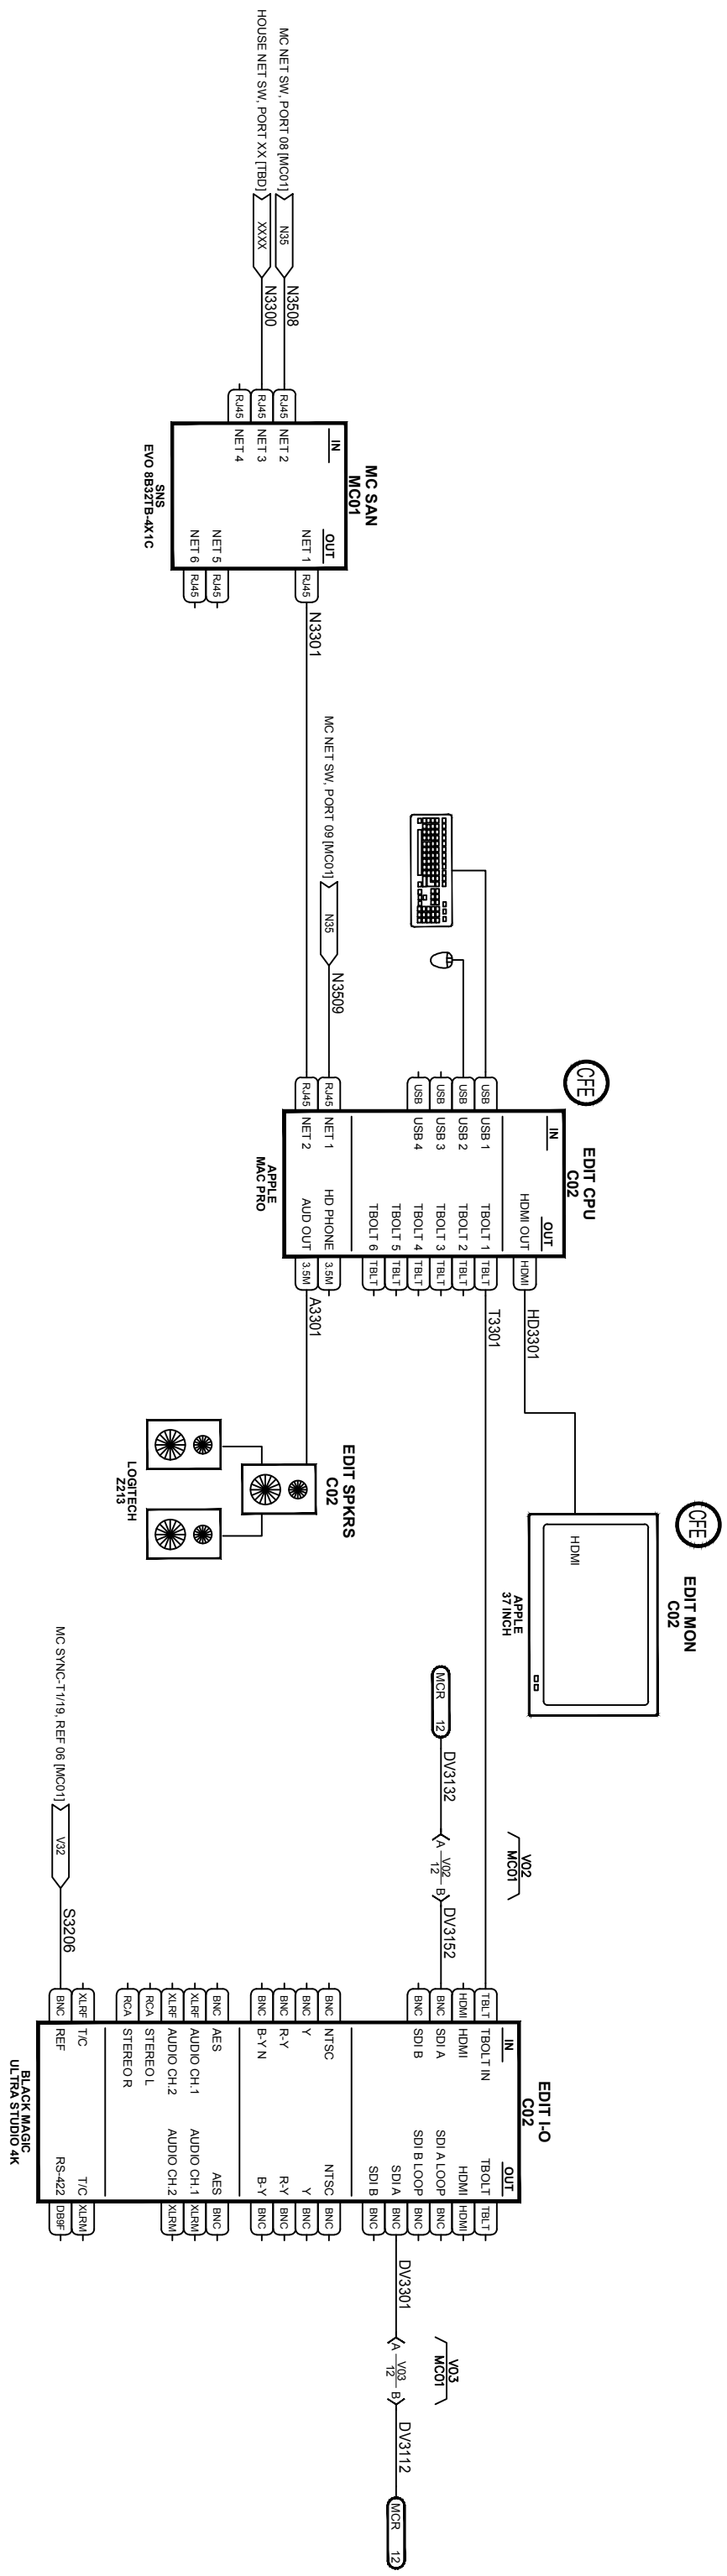 HOUSE NET SW, PORT XX [TBD]
XXXX
N3300
MC NET SW, PORT 08 [MC01]
N35
N3508
MC SAN
MC01
IN
OUT
RJ45 NET 2
RJ45 NET 3
RJ45 NET 4
NET 1 RJ45
NET 5 RJ45
NET 6 RJ45
SNS
EVO 8B32TB-4X1C
N3301
MC NET SW, PORT 09 [MC01]
N35
N3509
CFE
EDIT CPU
C02
IN
OUT
HDMI OUT HDMI
USB USB 1
USB USB 2
USB USB 3
USB USB 4
TBOLT 1 TBLT
TBOLT 2 TBLT
TBOLT 3 TBLT
TBOLT 4 TBLT
TBOLT 5 TBLT
TBOLT 6 TBLT
RJ45 NET 1
RJ45 NET 2
HD PHONE 3.5M
AUD OUT 3.5M
APPLE
MAC PRO
HD3301
T3301
A3301
EDIT SPKRS
C02
LOGITECH
Z213
CFE
EDIT MON
C02
HDMI
APPLE
37 INCH
MCR 12
DV3132
V02
MC01
A V02 B
12
DV3152
MC SYNC-T1/19, REF 06 [MC01]
V32
S3206
EDIT I-O
C02
IN
OUT
TBLT TBOLT IN
HDMI HDMI
BNC SDI A
BNC SDI B
BNC NTSC
BNC Y
BNC R-Y
BNC B-Y N
BNC AES
XLRF AUDIO CH.1
XLRF AUDIO CH.2
RCA STEREO L
RCA STEREO R
XLRF T/C
BNC REF
TBOLT TBLT
HDMI HDMI
SDI A LOOP BNC
SDI B LOOP BNC
SDI A BNC
SDI B BNC
NTSC BNC
Y BNC
R-Y BNC
B-Y BNC
AES BNC
AUDIO CH.1 XLRM
AUDIO CH.2 XLRM
T/C XLRM
RS-422 DB9F
BLACK MAGIC
ULTRA STUDIO 4K
DV3301
V03
MC01
A V03 B
12
DV3112
MCR 12